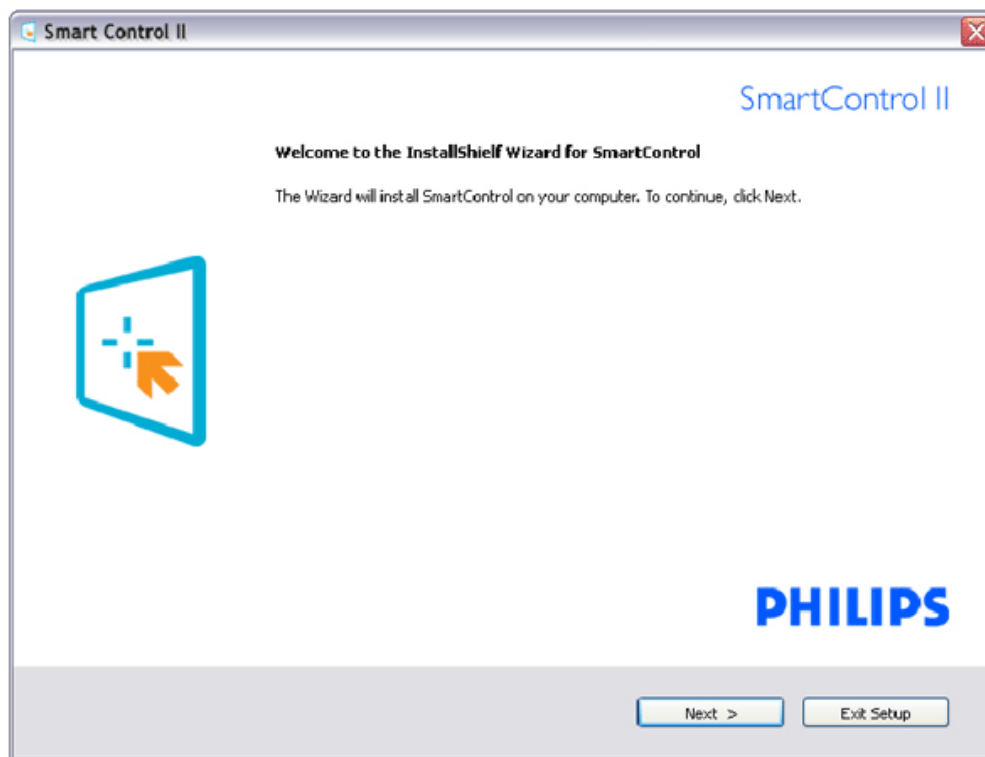 Smart Control II
SmartControl II
Welcome to the InstallShielf Wizard for SmartControl
The Wizard will install SmartControl on your computer. To continue, click Next.
PHILIPS
Next >
Exit Setup